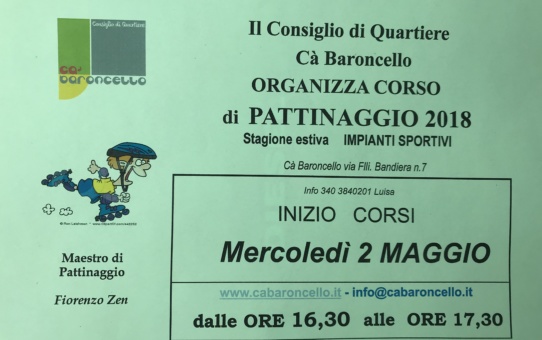 Consiglio di Quartiere
Ca' Baroncello
Il Consiglio di Quartiere
Cà Baroncello
ORGANIZZA CORSO
di PATTINAGGIO 2018
Stagione estiva IMPIANTI SPORTIVI
Cà Baroncello via Flli. Bandiera n.7
Maestro di
Pattinaggio
Fiorenzo Zen
Info 340 3840201 Luisa
INIZIO CORSI
Mercoledì 2 MAGGIO
www.cabaroncello.it - info@cabaroncello.it
dalle ORE 16,30 alle ORE 17,30